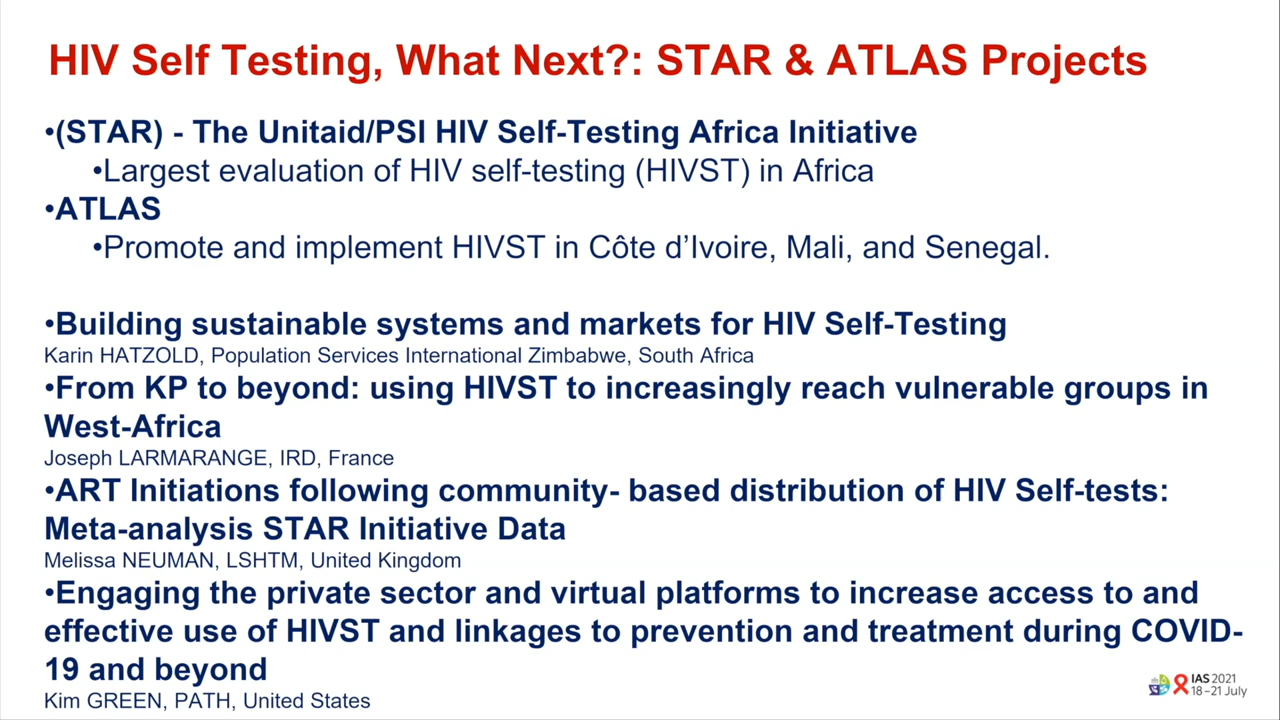 HIV Self Testing, What Next?: STAR & ATLAS Projects
•(STAR) - The Unitaid/PSI HIV Self-Testing Africa Initiative
•Largest evaluation of HIV self-testing (HIVST) in Africa
•ATLAS
•Promote and implement HIVST in Côte d’Ivoire, Mali, and Senegal.
•Building sustainable systems and markets for HIV Self-Testing
Karin HATZOLD, Population Services International Zimbabwe, South Africa
•From KP to beyond: using HIVST to increasingly reach vulnerable groups in
West-Africa
Joseph LARMARANGE, IRD, France
•ART Initiations following community- based distribution of HIV Self-tests:
Meta-analysis STAR Initiative Data
Melissa NEUMAN, LSHTM, United Kingdom
•Engaging the private sector and virtual platforms to increase access to and
effective use of HIVST and linkages to prevention and treatment during COVID-
19 and beyond
Kim GREEN, PATH, United States
IAS 2021
18–21 July